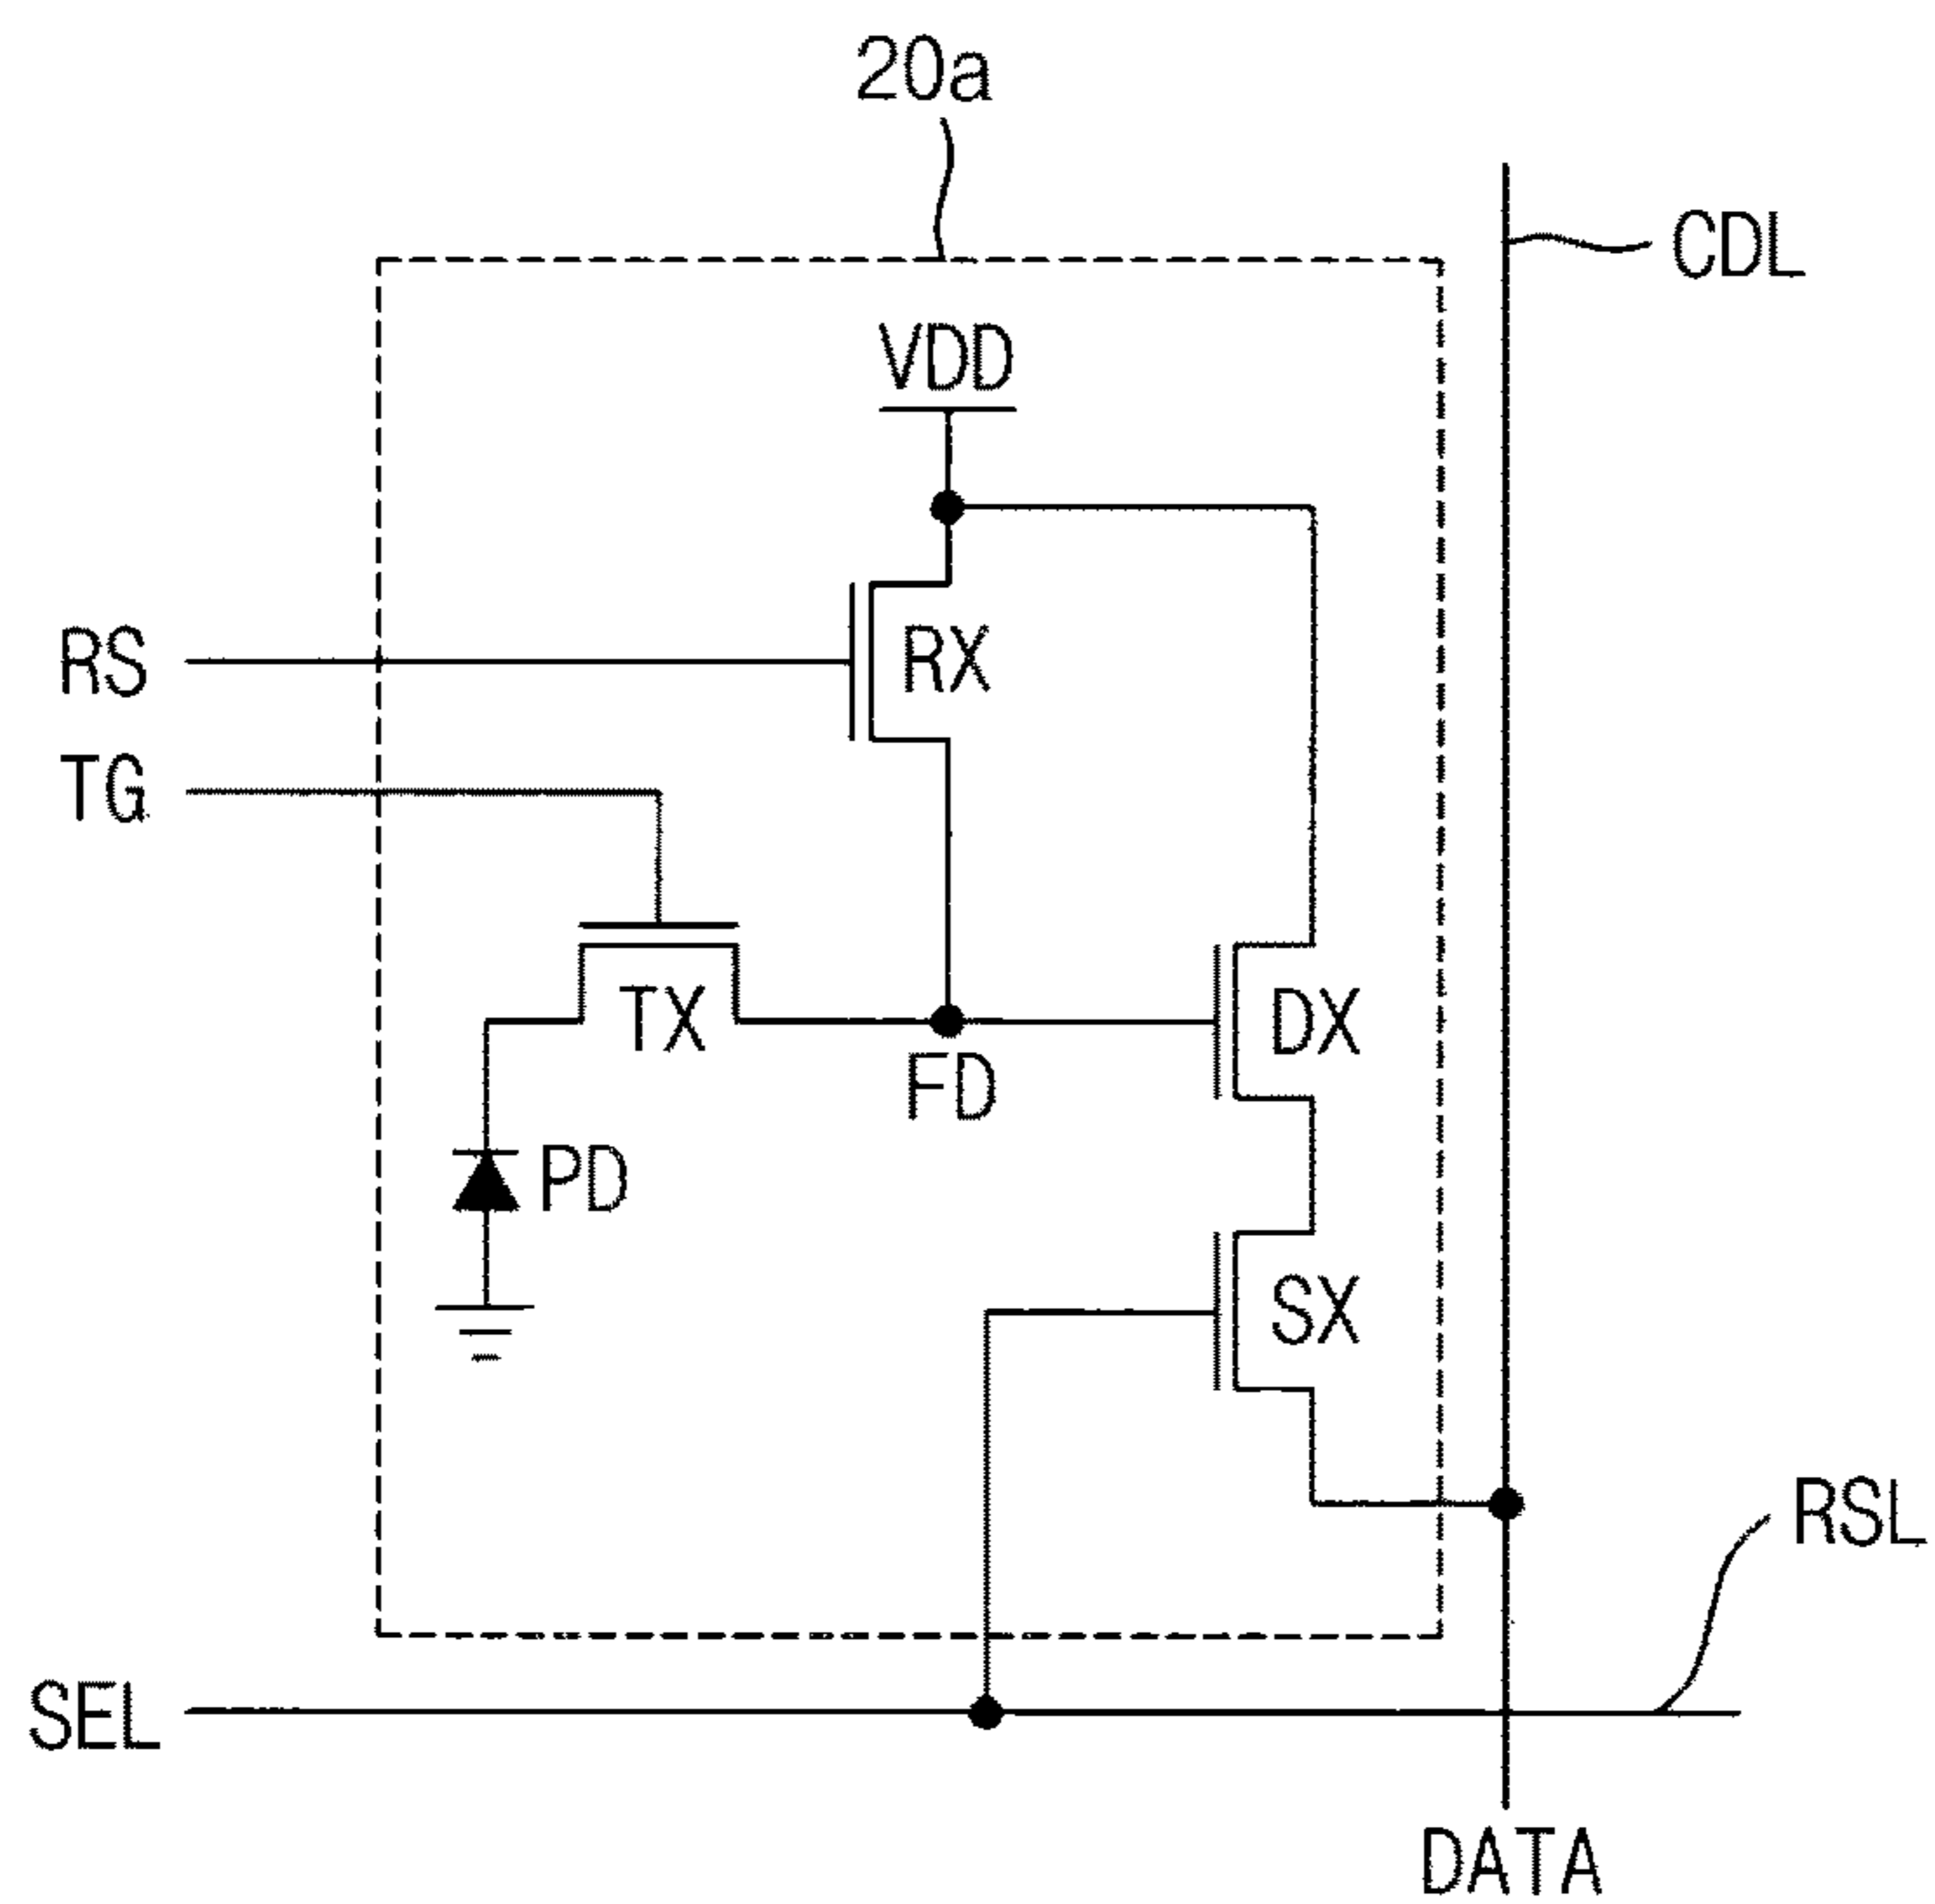 20a
CDL
VDD
RS
RX
TG
TX
DX
FD
PD
SX
RSL
SEL
DATA